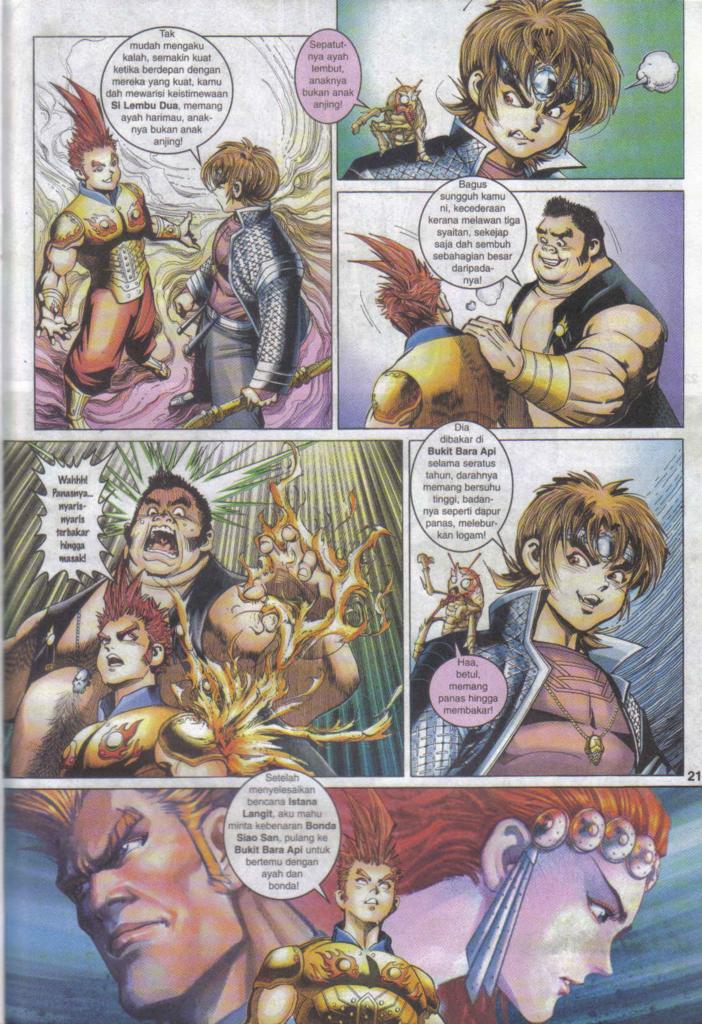 Tak
mudah mengaku
kalah, semakin kuat
ketika berdepan dengan
mereka yang kuat, kamu
dah mewarisi keistimewaan
Si Lembu Dua, memang
ayah harimau, anak-
nya bukan anak
anjing!
Sepatut-
nya ayah
lembut,
anaknya
bukan anak
anjing!
Bagus
sungguh kamu
ni, kecederaan
kerana melawan tiga
syaitan, sekejap
saja dah sembuh
sebahagian besar
daripada-
nya!
Wahhh!
Panasnya...
nyaris-
nyaris
terbakar
hingga
masak!
Dia
dibakar di
Bukit Bara Api
selama seratus
tahun, darahnya
memang bersuhu
tinggi, badan-
nya seperti dapur
panas, melebur-
kan logam!
Haa,
betul,
memang
panas hingga
membakar!
21
Setelah
menyelesaikan
bencana Istana
Langit, aku mahu
minta kebenaran Bonda
Siao San, pulang ke
Bukit Bara Api untuk
bertemu dengan
ayah dan
bonda!